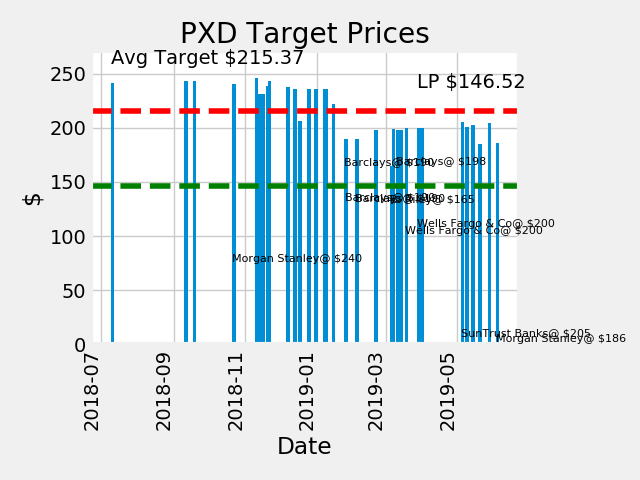 PXD Target Prices
Avg Target $215.37
LP $146.52
250
200
150
100
50
0
$
Barclays@ $190
Barclays@ $198
Wells Fargo & Co@ $200
Wells Fargo & Co@ $200
Morgan Stanley@ $240
SunTrust Banks@ $205
Morgan Stanley@ $186
2018-07
2018-09
2018-11
2019-01
2019-03
2019-05
Date